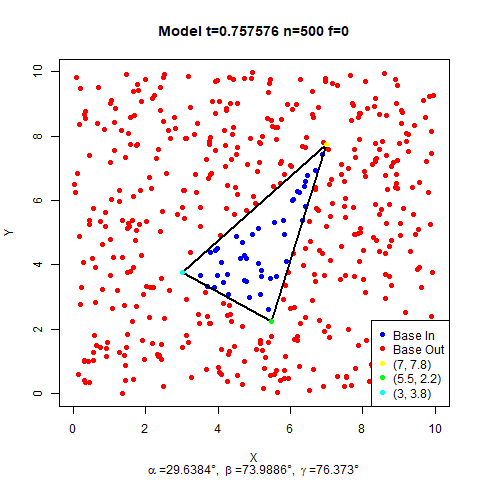 Model t=0.757576 n=500 f=0
10
8
6
4
2
0
Y
Base In
Base Out
(7, 7.8)
(5.5, 2.2)
(3, 3.8)
0 2 4 6 8 10
X
α =29.6384°, β =73.9886°, γ =76.373°